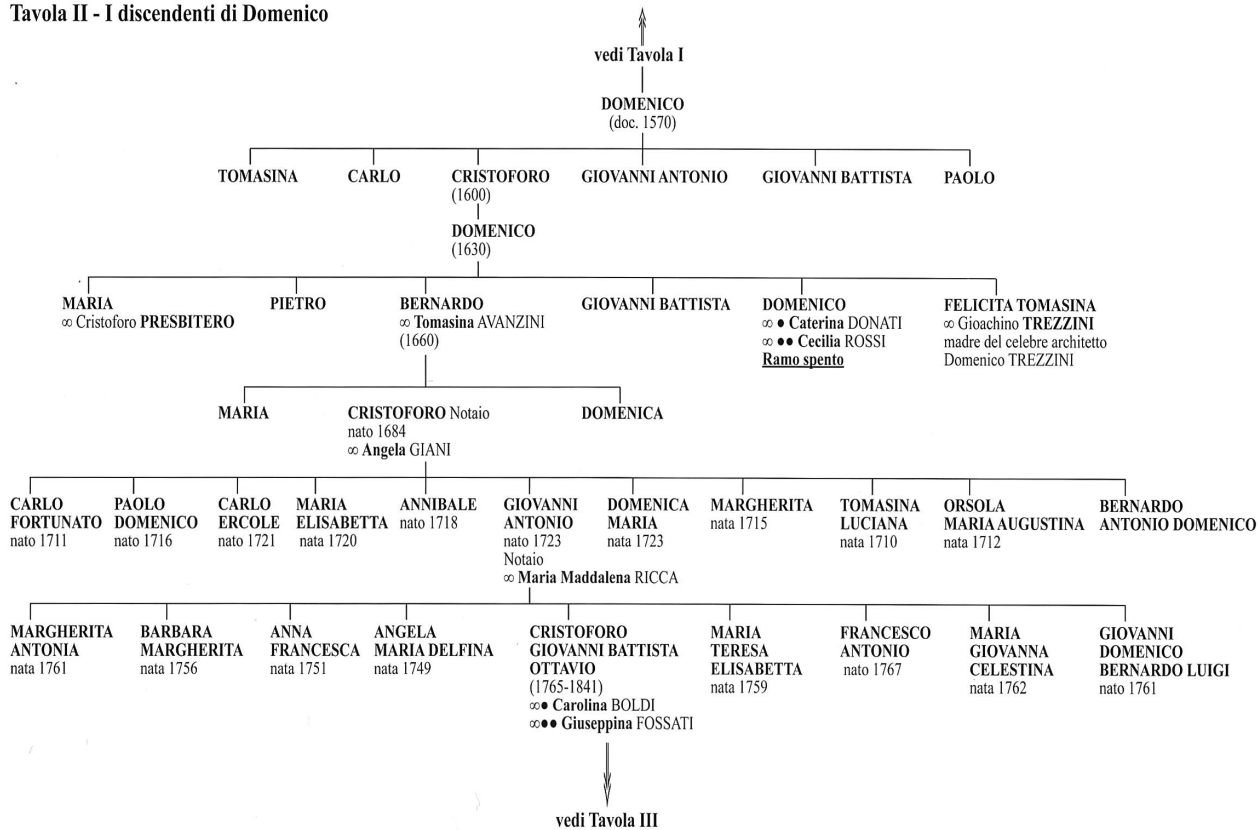 Tavola II - I discendenti di Domenico
vedi Tavola I
DOMENICO
(doc. 1570)
TOMASINA
CARLO
CRISTOFORO
(1600)
GIOVANNI ANTONIO
GIOVANNI BATTISTA
PAOLO
DOMENICO
(1630)
MARIA
∞ Cristoforo PRESBITERO
PIETRO
BERNARDO
∞ Tomasina AVANZINI
(1660)
GIOVANNI BATTISTA
DOMENICO
∞ ● Caterina DONATI
∞ ●● Cecilia ROSSI
Ramo spento
FELICITA TOMASINA
∞ Gioachino TREZZINI
madre del celebre architetto
Domenico TREZZINI
MARIA
CRISTOFORO Notaio
nato 1684
∞ Angela GIANI
DOMENICA
CARLO
FORTUNATO
nato 1711
PAOLO
DOMENICO
nato 1716
CARLO
ERCOLE
nato 1721
MARIA
ELISABETTA
nata 1720
ANNIBALE
nato 1718
GIOVANNI
ANTONIO
nato 1723
Notaio
∞ Maria Maddalena RICCA
DOMENICA
MARIA
nata 1723
MARGHERITA
nata 1715
TOMASINA
LUCIANA
nata 1710
ORSOLA
MARIA AUGUSTINA
nata 1712
BERNARDO
ANTONIO DOMENICO
MARGHERITA
ANTONIA
nata 1761
BARBARA
MARGHERITA
nata 1756
ANNA
FRANCESCA
nata 1751
ANGELA
MARIA DELFINA
nata 1749
CRISTOFORO
GIOVANNI BATTISTA
OTTAVIO
(1765-1841)
∞● Carolina BOLDI
∞●● Giuseppina FOSSATI
MARIA
TERESA
ELISABETTA
nata 1759
FRANCESCO
ANTONIO
nato 1767
MARIA
GIOVANNA
CELESTINA
nata 1762
GIOVANNI
DOMENICO
BERNARDO LUIGI
nato 1761
vedi Tavola III